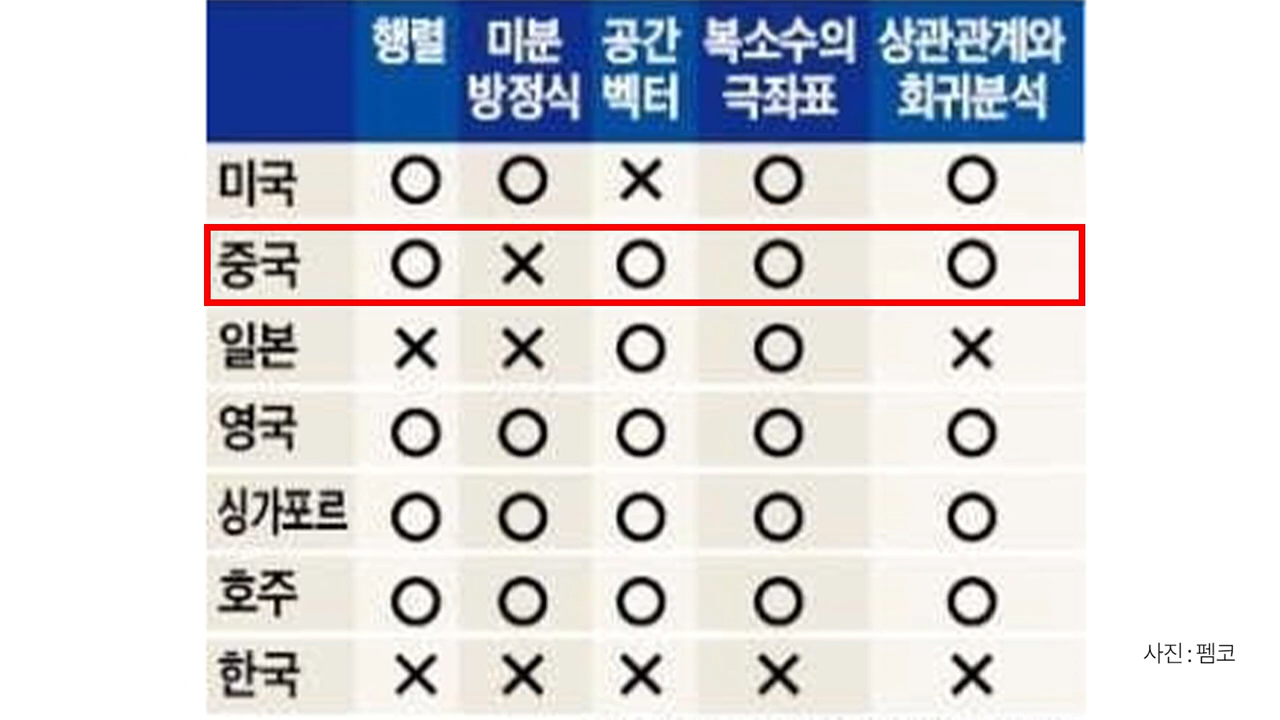 행렬 미분 공간 복소수의 상관관계와
방정식 벡터 극좌표 회귀분석
미국 ○ ○ × ○ ○
중국 ○ × ○ ○ ○
일본 × × ○ ○ ×
영국 ○ ○ ○ ○ ○
싱가포르 ○ ○ ○ ○ ○
호주 ○ ○ ○ ○ ○
한국 × × × × ×
사진 : 펨코